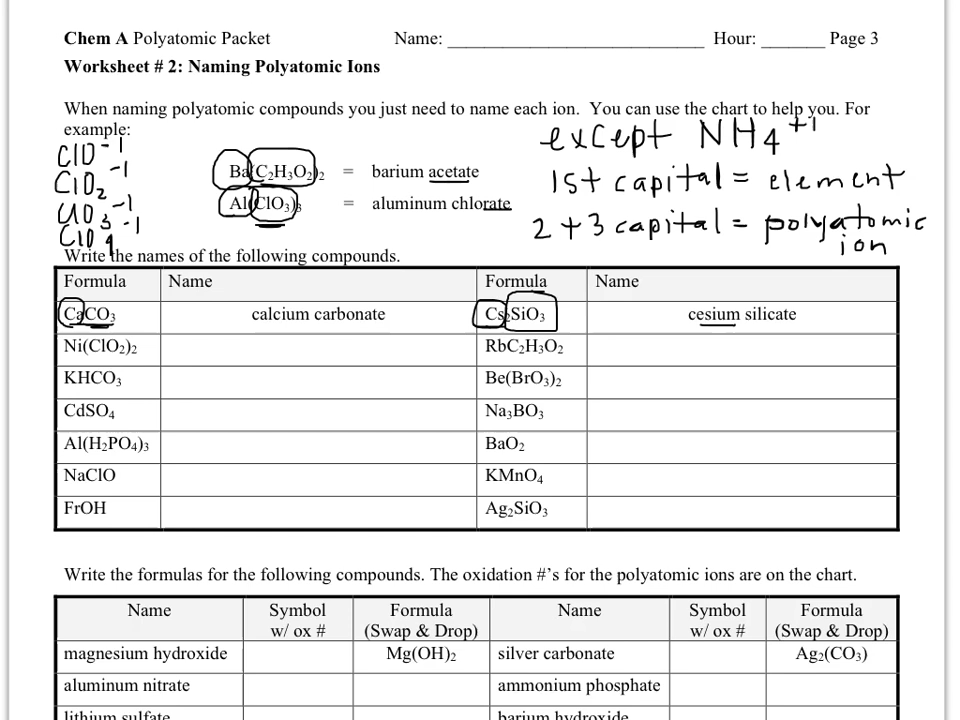 Chem A Polyatomic Packet Name: ______ Hour: ______ Page 3
Worksheet # 2: Naming Polyatomic Ions
When naming polyatomic compounds you just need to name each ion. You can use the chart to help you. For
example:
except NH4+1
ClO-1
ClO2-1
ClO3-1
ClO4-1
Ba(C2H3O2)2 = barium acetate
Al(ClO3)3 = aluminum chlorate
1st capital = element
2 + 3 capital = polyatomic
ion
Write the names of the following compounds.
Formula Name Formula Name
CaCO3 calcium carbonate Cs2SiO3 cesium silicate
Ni(ClO2)2 RbC2H3O2
KHCO3 Be(BrO3)2
CdSO4 Na3BO3
Al(H2PO4)3 BaO2
NaClO KMnO4
FrOH Ag2SiO3
Write the formulas for the following compounds. The oxidation #’s for the polyatomic ions are on the chart.
Name Symbol Formula Name Symbol Formula
w/ ox # (Swap & Drop) w/ ox # (Swap & Drop)
magnesium hydroxide Mg(OH)2 silver carbonate Ag2(CO3)
aluminum nitrate ammonium phosphate
lithium sulfate barium hydroxide